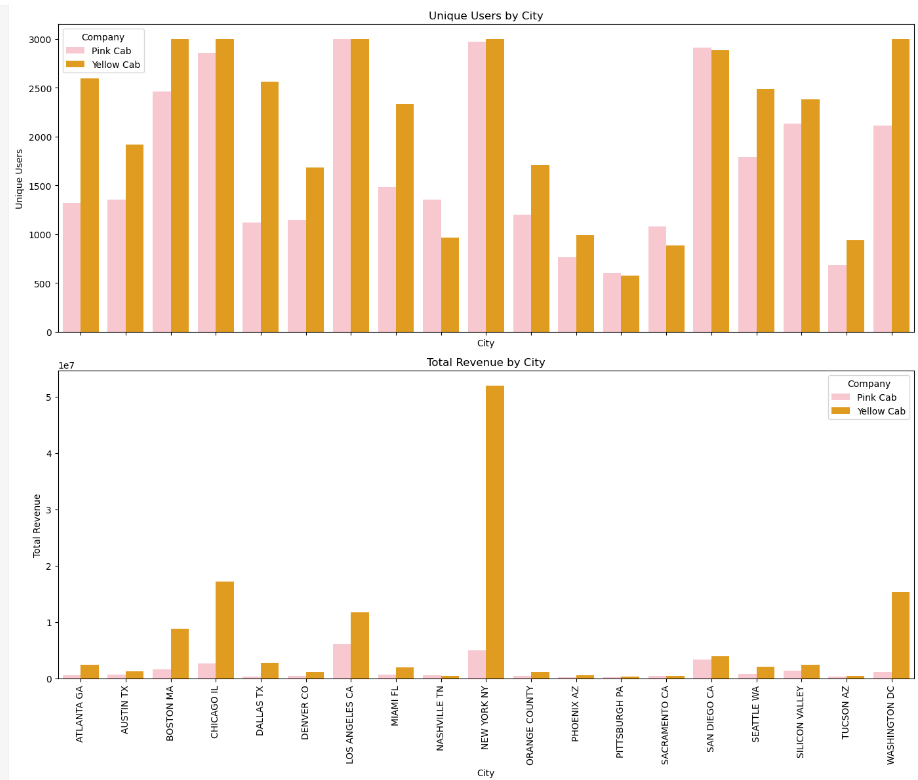 Unique Users by City
Company
Pink Cab
Yellow Cab
3000
2500
2000
1500
1000
500
0
Unique Users
City
Total Revenue by City
1e7
Company
Pink Cab
Yellow Cab
5
4
3
2
1
0
Total Revenue
ATLANTA GA
AUSTIN TX
BOSTON MA
CHICAGO IL
DALLAS TX
DENVER CO
LOS ANGELES CA
MIAMI FL
NASHVILLE TN
NEW YORK NY
ORANGE COUNTY
PHOENIX AZ
PITTSBURGH PA
SACRAMENTO CA
SAN DIEGO CA
SEATTLE WA
SILICON VALLEY
TUCSON AZ
WASHINGTON DC
City